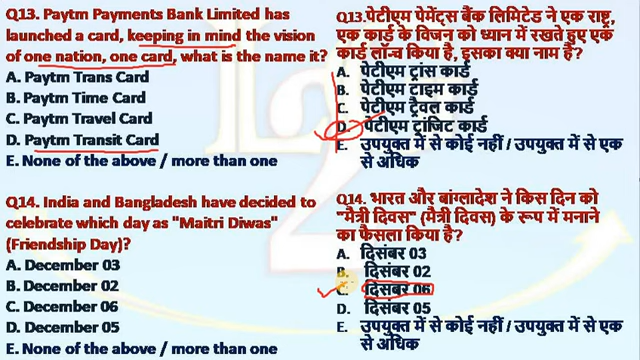 Q13. Paytm Payments Bank Limited has
launched a card, keeping in mind the vision
of one nation, one card, what is the name it?
A. Paytm Trans Card
B. Paytm Time Card
C. Paytm Travel Card
D. Paytm Transit Card
E. None of the above / more than one
Q14. India and Bangladesh have decided to
celebrate which day as "Maitri Diwas"
(Friendship Day)?
A. December 03
B. December 02
C. December 06
D. December 05
E. None of the above / more than one
Q13.पेटीएम पेमेंट्स बैंक लिमिटेड ने एक राष्ट्र,
एक कार्ड के विजन को ध्यान में रखते हुए एक
कार्ड लॉन्च किया है, इसका क्या नाम है?
A. पेटीएम ट्रांस कार्ड
B. पेटीएम टाइम कार्ड
C. पेटीएम ट्रैवल कार्ड
D. पेटीएम ट्रांजिट कार्ड
E. उपयुक्त में से कोई नहीं / उपयुक्त में से एक
से अधिक
Q14. भारत और बांग्लादेश ने किस दिन को
"मैत्री दिवस" (मैत्री दिवस) के रूप में मनाने
का फैसला किया है?
A. दिसंबर 03
B. दिसंबर 02
C. दिसंबर 06
D. दिसंबर 05
E. उपयुक्त में से कोई नहीं / उपयुक्त में से एक
से अधिक